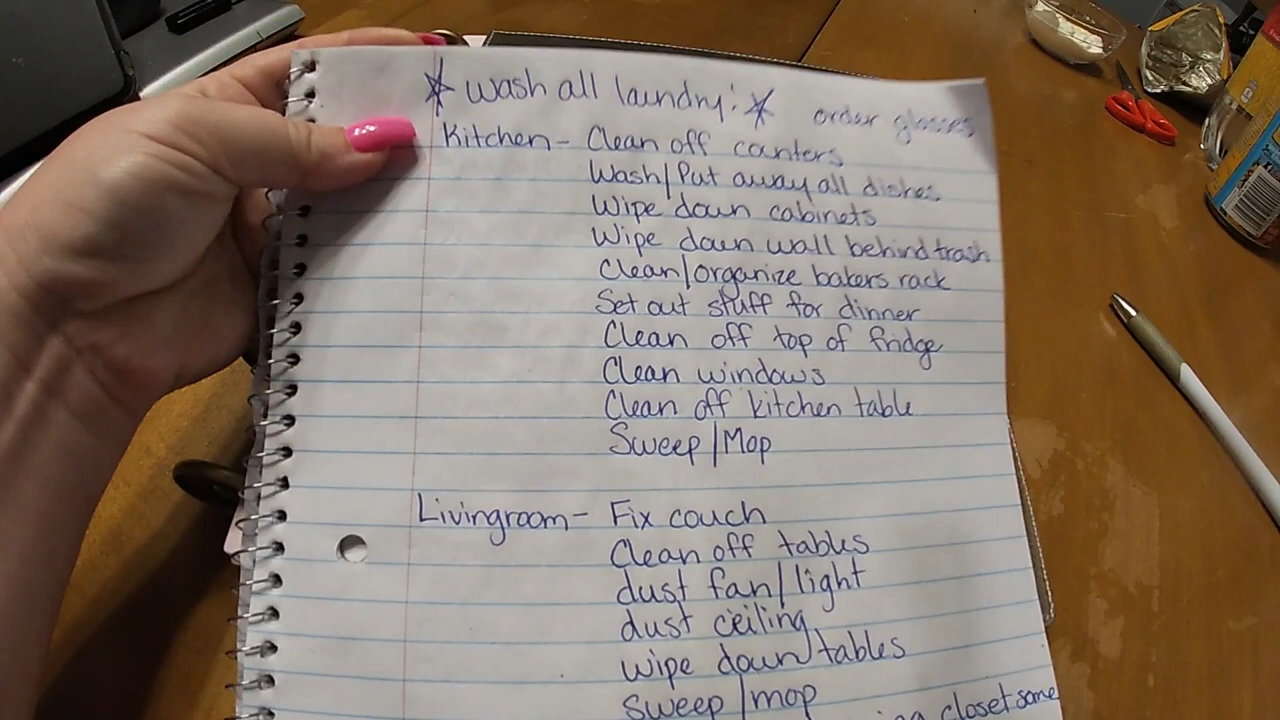 * Wash all laundry: * order glasses
Kitchen - Clean off counters
Wash/Put away all dishes
Wipe down cabinets
Wipe down wall behind trash
Clean/organize bakers rack
Set out stuff for dinner
Clean off top of fridge
Clean windows
Clean off kitchen table
Sweep/Mop
Livingroom - Fix couch
Clean off tables
dust fan/light
dust ceiling
wipe down tables
sweep/mop
closet some